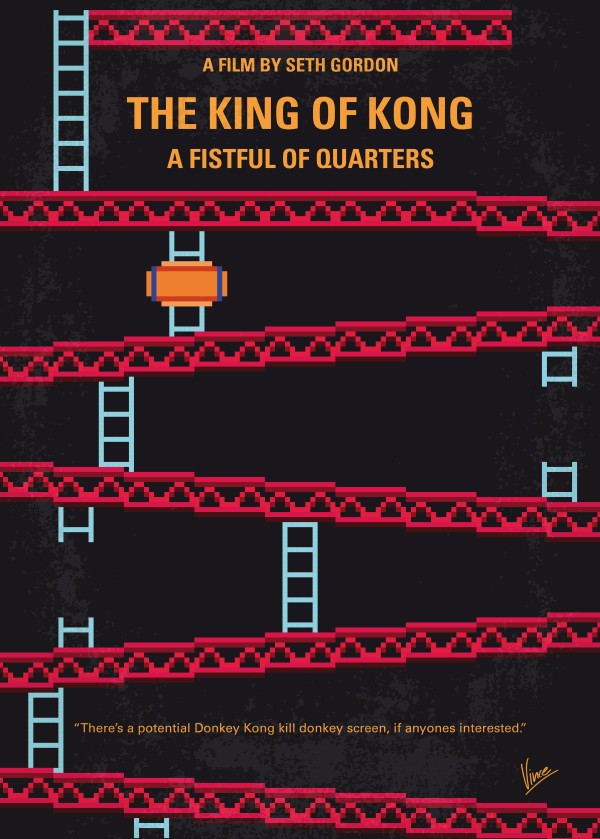 A FILM BY SETH GORDON
THE KING OF KONG
A FISTFUL OF QUARTERS
“There’s a potential Donkey Kong kill donkey screen, if anyones interested.”
Vince